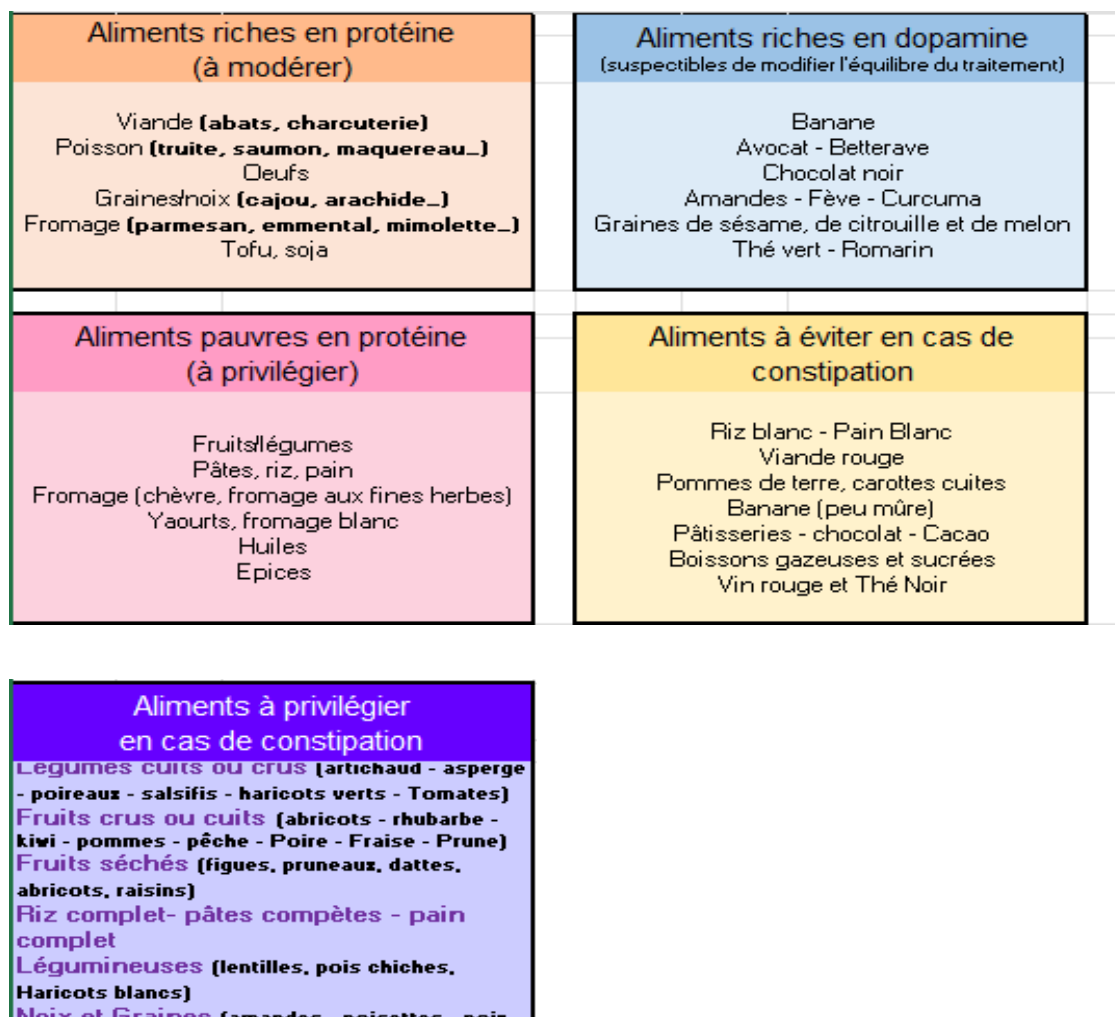 Aliments riches en protéine
(à modérer)
Viande (abats, charcuterie)
Poisson (truite, saumon, maquereau...)
Oeufs
Graines/noix (cajou, arachide...)
Fromage (parmesan, emmental, mimolette...)
Tofu, soja
Aliments riches en dopamine
(suspectibles de modifier l'équilibre du traitement)
Banane
Avocat - Betterave
Chocolat noir
Amandes - Fève - Curcuma
Graines de sésame, de citrouille et de melon
Thé vert - Romarin
Aliments pauvres en protéine
(à privilégier)
Fruits/légumes
Pâtes, riz, pain
Fromage (chèvre, fromage aux fines herbes)
Yaourts, fromage blanc
Huiles
Epices
Aliments à éviter en cas de
constipation
Riz blanc - Pain Blanc
Viande rouge
Pommes de terre, carottes cuites
Banane (peu mûre)
Pâtisseries - chocolat - Cacao
Boissons gazeuses et sucrées
Vin rouge et Thé Noir
Aliments à privilégier
en cas de constipation
Légumes cuits ou crus (artichaud - asperge
- poireaux - salsifis - haricots verts - Tomates)
Fruits crus ou cuits (abricots - rhubarbe -
kiwi - pommes - pêche - Poire - Fraise - Prune)
Fruits séchés (figues, pruneaux, dattes,
abricots, raisins)
Riz complet- pâtes compètes - pain
complet
Légumineuses (lentilles, pois chiches,
Haricots blancs)
Noix et Graines (amandes - noisettes - noix